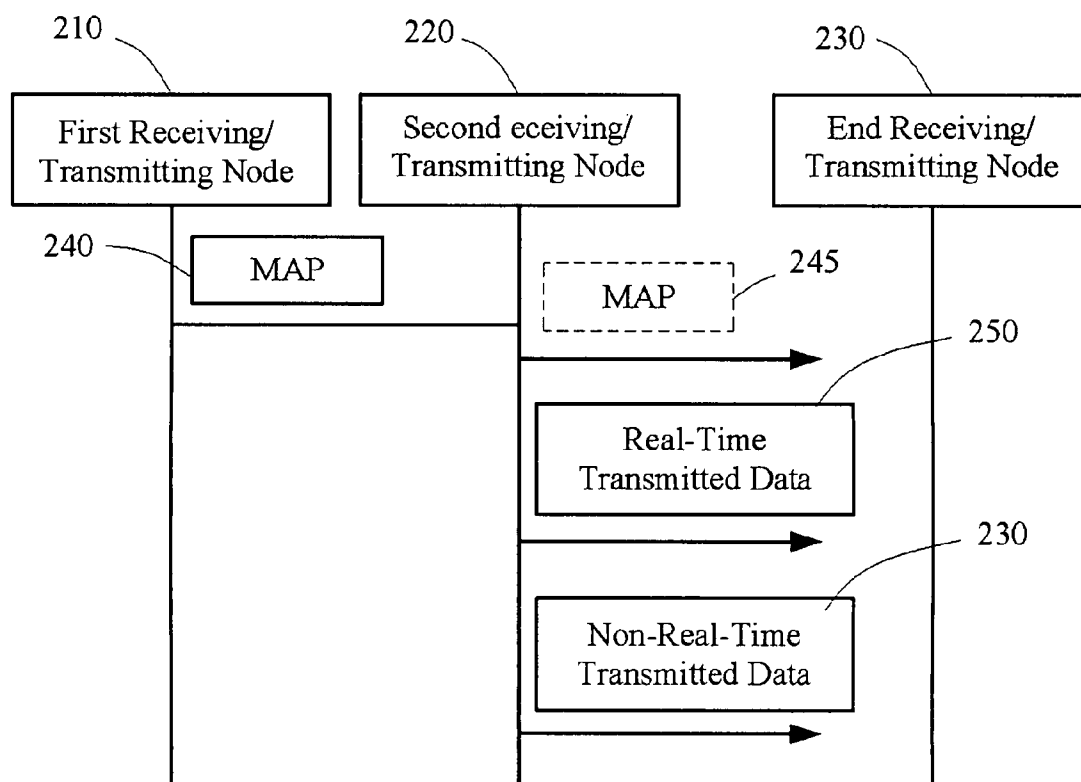 210
220
230
First Receiving/
Transmitting Node
Second eceiving/
Transmitting Node
End Receiving/
Transmitting Node
240
MAP
MAP
245
250
Real-Time
Transmitted Data
230
Non-Real-Time
Transmitted Data